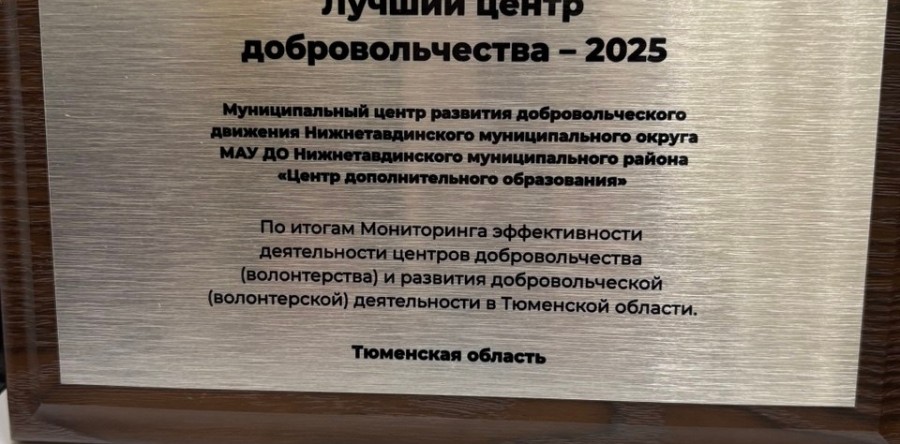 Лучший центр
добровольчества – 2025
Муниципальный центр развития добровольческого
движения Нижнетавдинского муниципального округа
МАУ ДО Нижнетавдинского муниципального района
«Центр дополнительного образования»
По итогам Мониторинга эффективности
деятельности центров добровольчества
(волонтерства) и развития добровольческой
(волонтерской) деятельности в Тюменской области.
Тюменская область